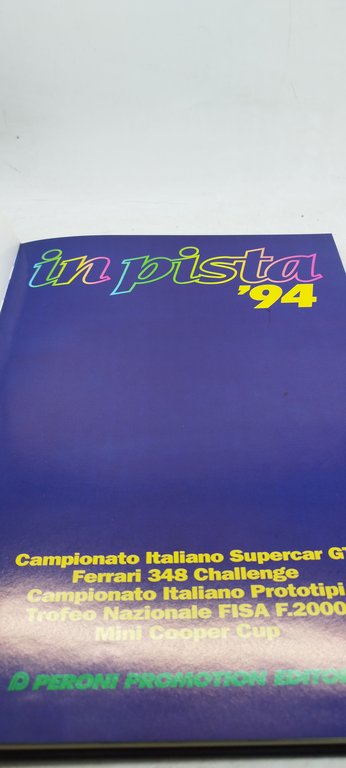 in pista
'94
Campionato Italiano Supercar GT
Ferrari 348 Challenge
Campionato Italiano Prototipi
Trofeo Nazionale FISA F.2000
Mini Cooper Cup
PERONI PROMOTION EDITOR